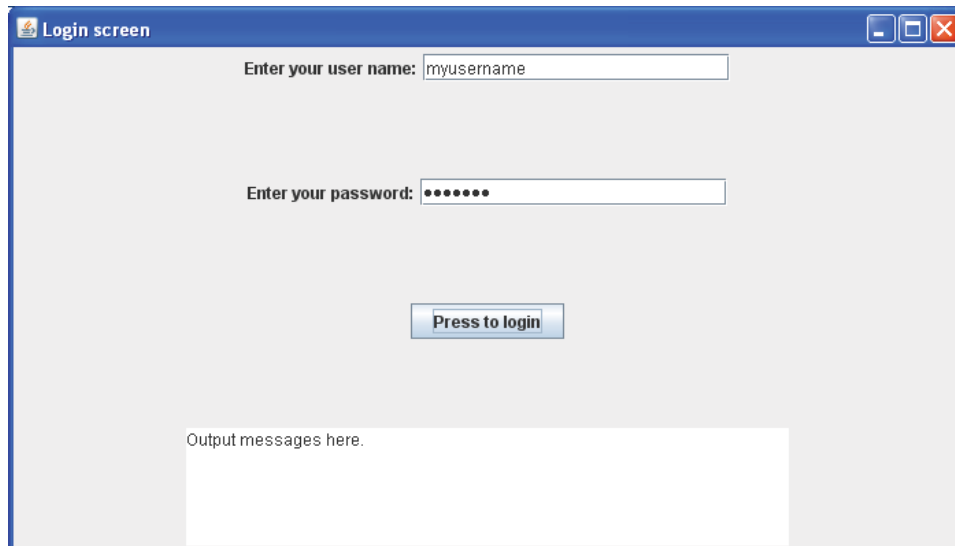 Login screen
Enter your user name: myusername
Enter your password: •••••••
Press to login
Output messages here.